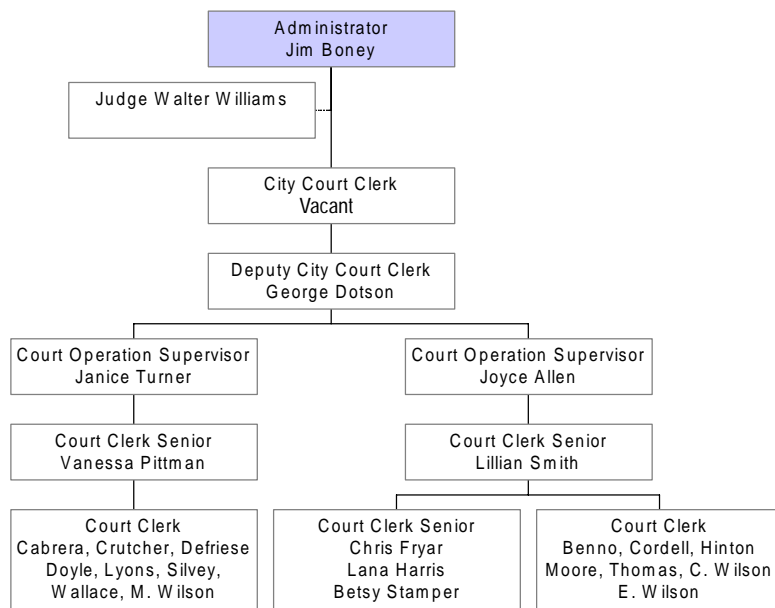 Administrator
Jim Boney
Judge Walter Williams
City Court Clerk
Vacant
Deputy City Court Clerk
George Dotson
Court Operation Supervisor
Janice Turner
Court Operation Supervisor
Joyce Allen
Court Clerk Senior
Vanessa Pittman
Court Clerk Senior
Lillian Smith
Court Clerk
Cabrera, Crutcher, Defriese
Doyle, Lyons, Silvey,
Wallace, M. Wilson
Court Clerk Senior
Chris Fryar
Lana Harris
Betsy Stamper
Court Clerk
Benno, Cordell, Hinton
Moore, Thomas, C. Wilson
E. Wilson